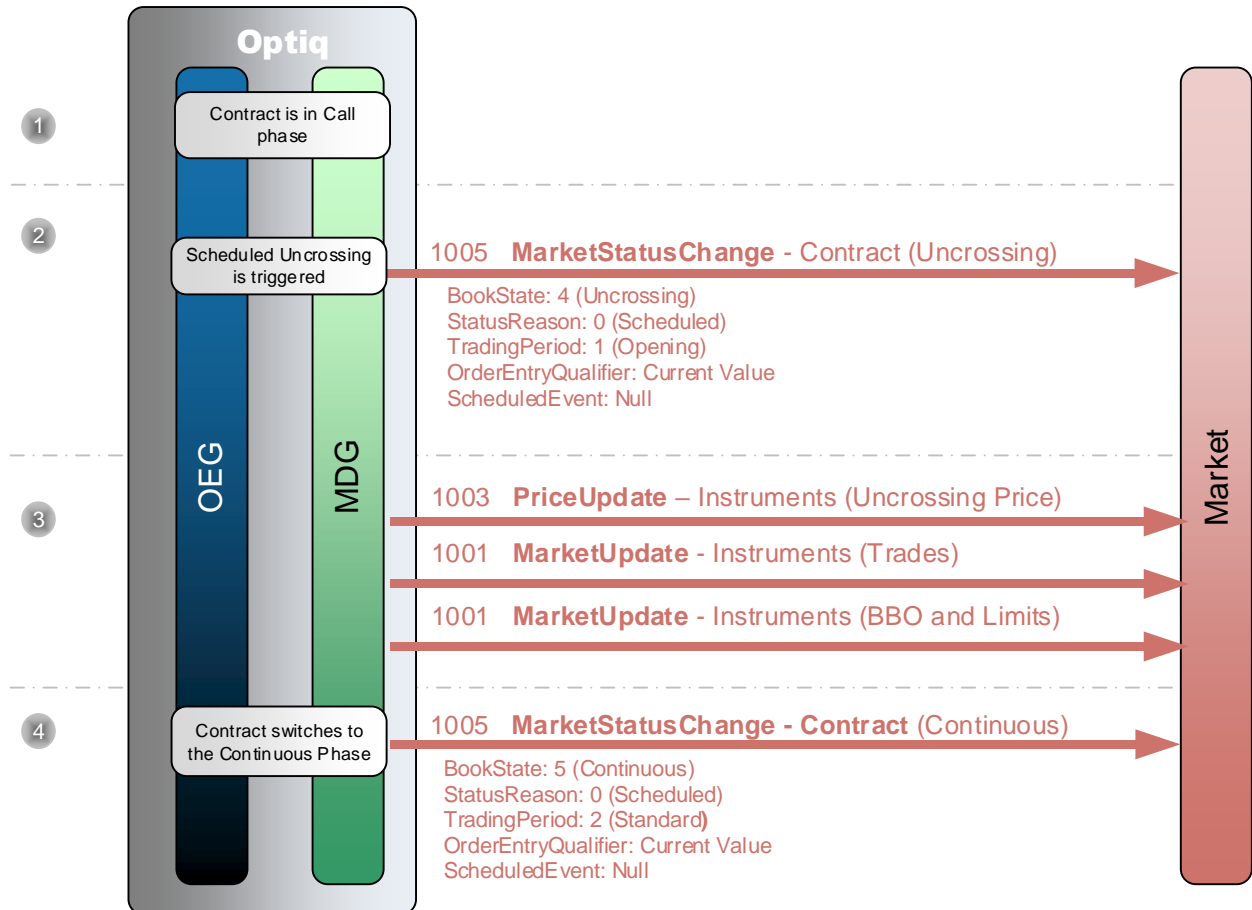 Optiq
1
Contract is in Call
phase
2
Scheduled Uncrossing
is triggered
1005 MarketStatusChange - Contract (Uncrossing)
BookState: 4 (Uncrossing)
StatusReason: 0 (Scheduled)
TradingPeriod: 1 (Opening)
OrderEntryQualifier: Current Value
ScheduledEvent: Null
OEG
MDG
Market
3
1003 PriceUpdate – Instruments (Uncrossing Price)
1001 MarketUpdate - Instruments (Trades)
1001 MarketUpdate - Instruments (BBO and Limits)
4
Contract switches to
the Continuous Phase
1005 MarketStatusChange - Contract (Continuous)
BookState: 5 (Continuous)
StatusReason: 0 (Scheduled)
TradingPeriod: 2 (Standard)
OrderEntryQualifier: Current Value
ScheduledEvent: Null